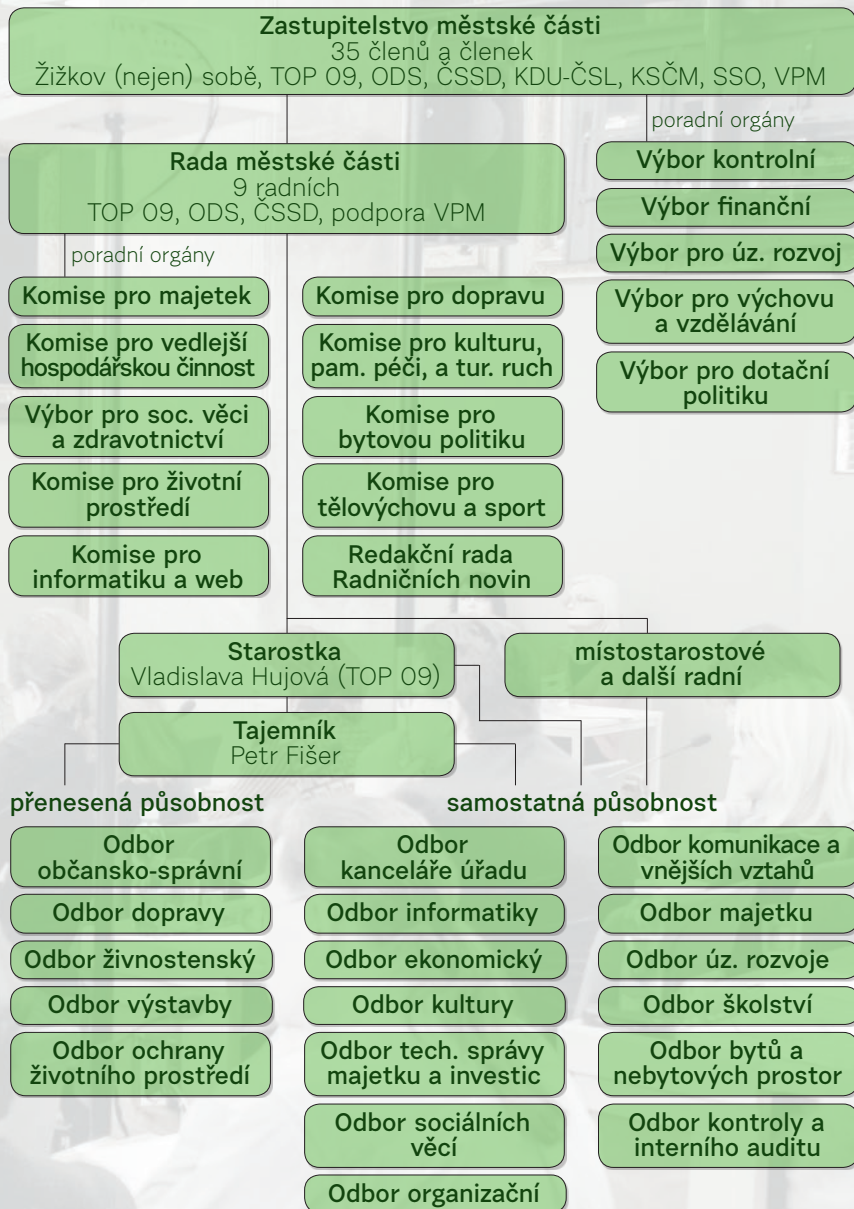 Zastupitelstvo městské části
35 členů a členek
Žižkov (nejen) sobě, TOP 09, ODS, ČSSD, KDU-ČSL, KSČM, SSO, VPM
poradní orgány
Výbor kontrolní
Výbor finanční
Výbor pro úz. rozvoj
Výbor pro výchovu
a vzdělávání
Výbor pro dotační
politiku
Rada městské části
9 radních
TOP 09, ODS, ČSSD, podpora VPM
poradní orgány
Komise pro majetek
Komise pro vedlejší
hospodářskou činnost
Výbor pro soc. věci
a zdravotnictví
Komise pro životní
prostředí
Komise pro
informatiku a web
Komise pro dopravu
Komise pro kulturu,
pam. péči, a tur. ruch
Komise pro
bytovou politiku
Komise pro
tělovýchovu a sport
Redakční rada
Radničních novin
Starostka
Vladislava Hujová (TOP 09)
místostarostové
a další radní
Tajemník
Petr Fišer
přenesená působnost
Odbor
občansko-správní
Odbor dopravy
Odbor živnostenský
Odbor výstavby
Odbor ochrany
životního prostředí
samostatná působnost
Odbor
kanceláře úřadu
Odbor informatiky
Odbor ekonomický
Odbor kultury
Odbor tech. správy
majetku a investic
Odbor sociálních
věcí
Odbor organizační
Odbor komunikace a
vnějších vztahů
Odbor majetku
Odbor úz. rozvoje
Odbor školství
Odbor bytů a
nebytových prostor
Odbor kontroly a
interního auditu